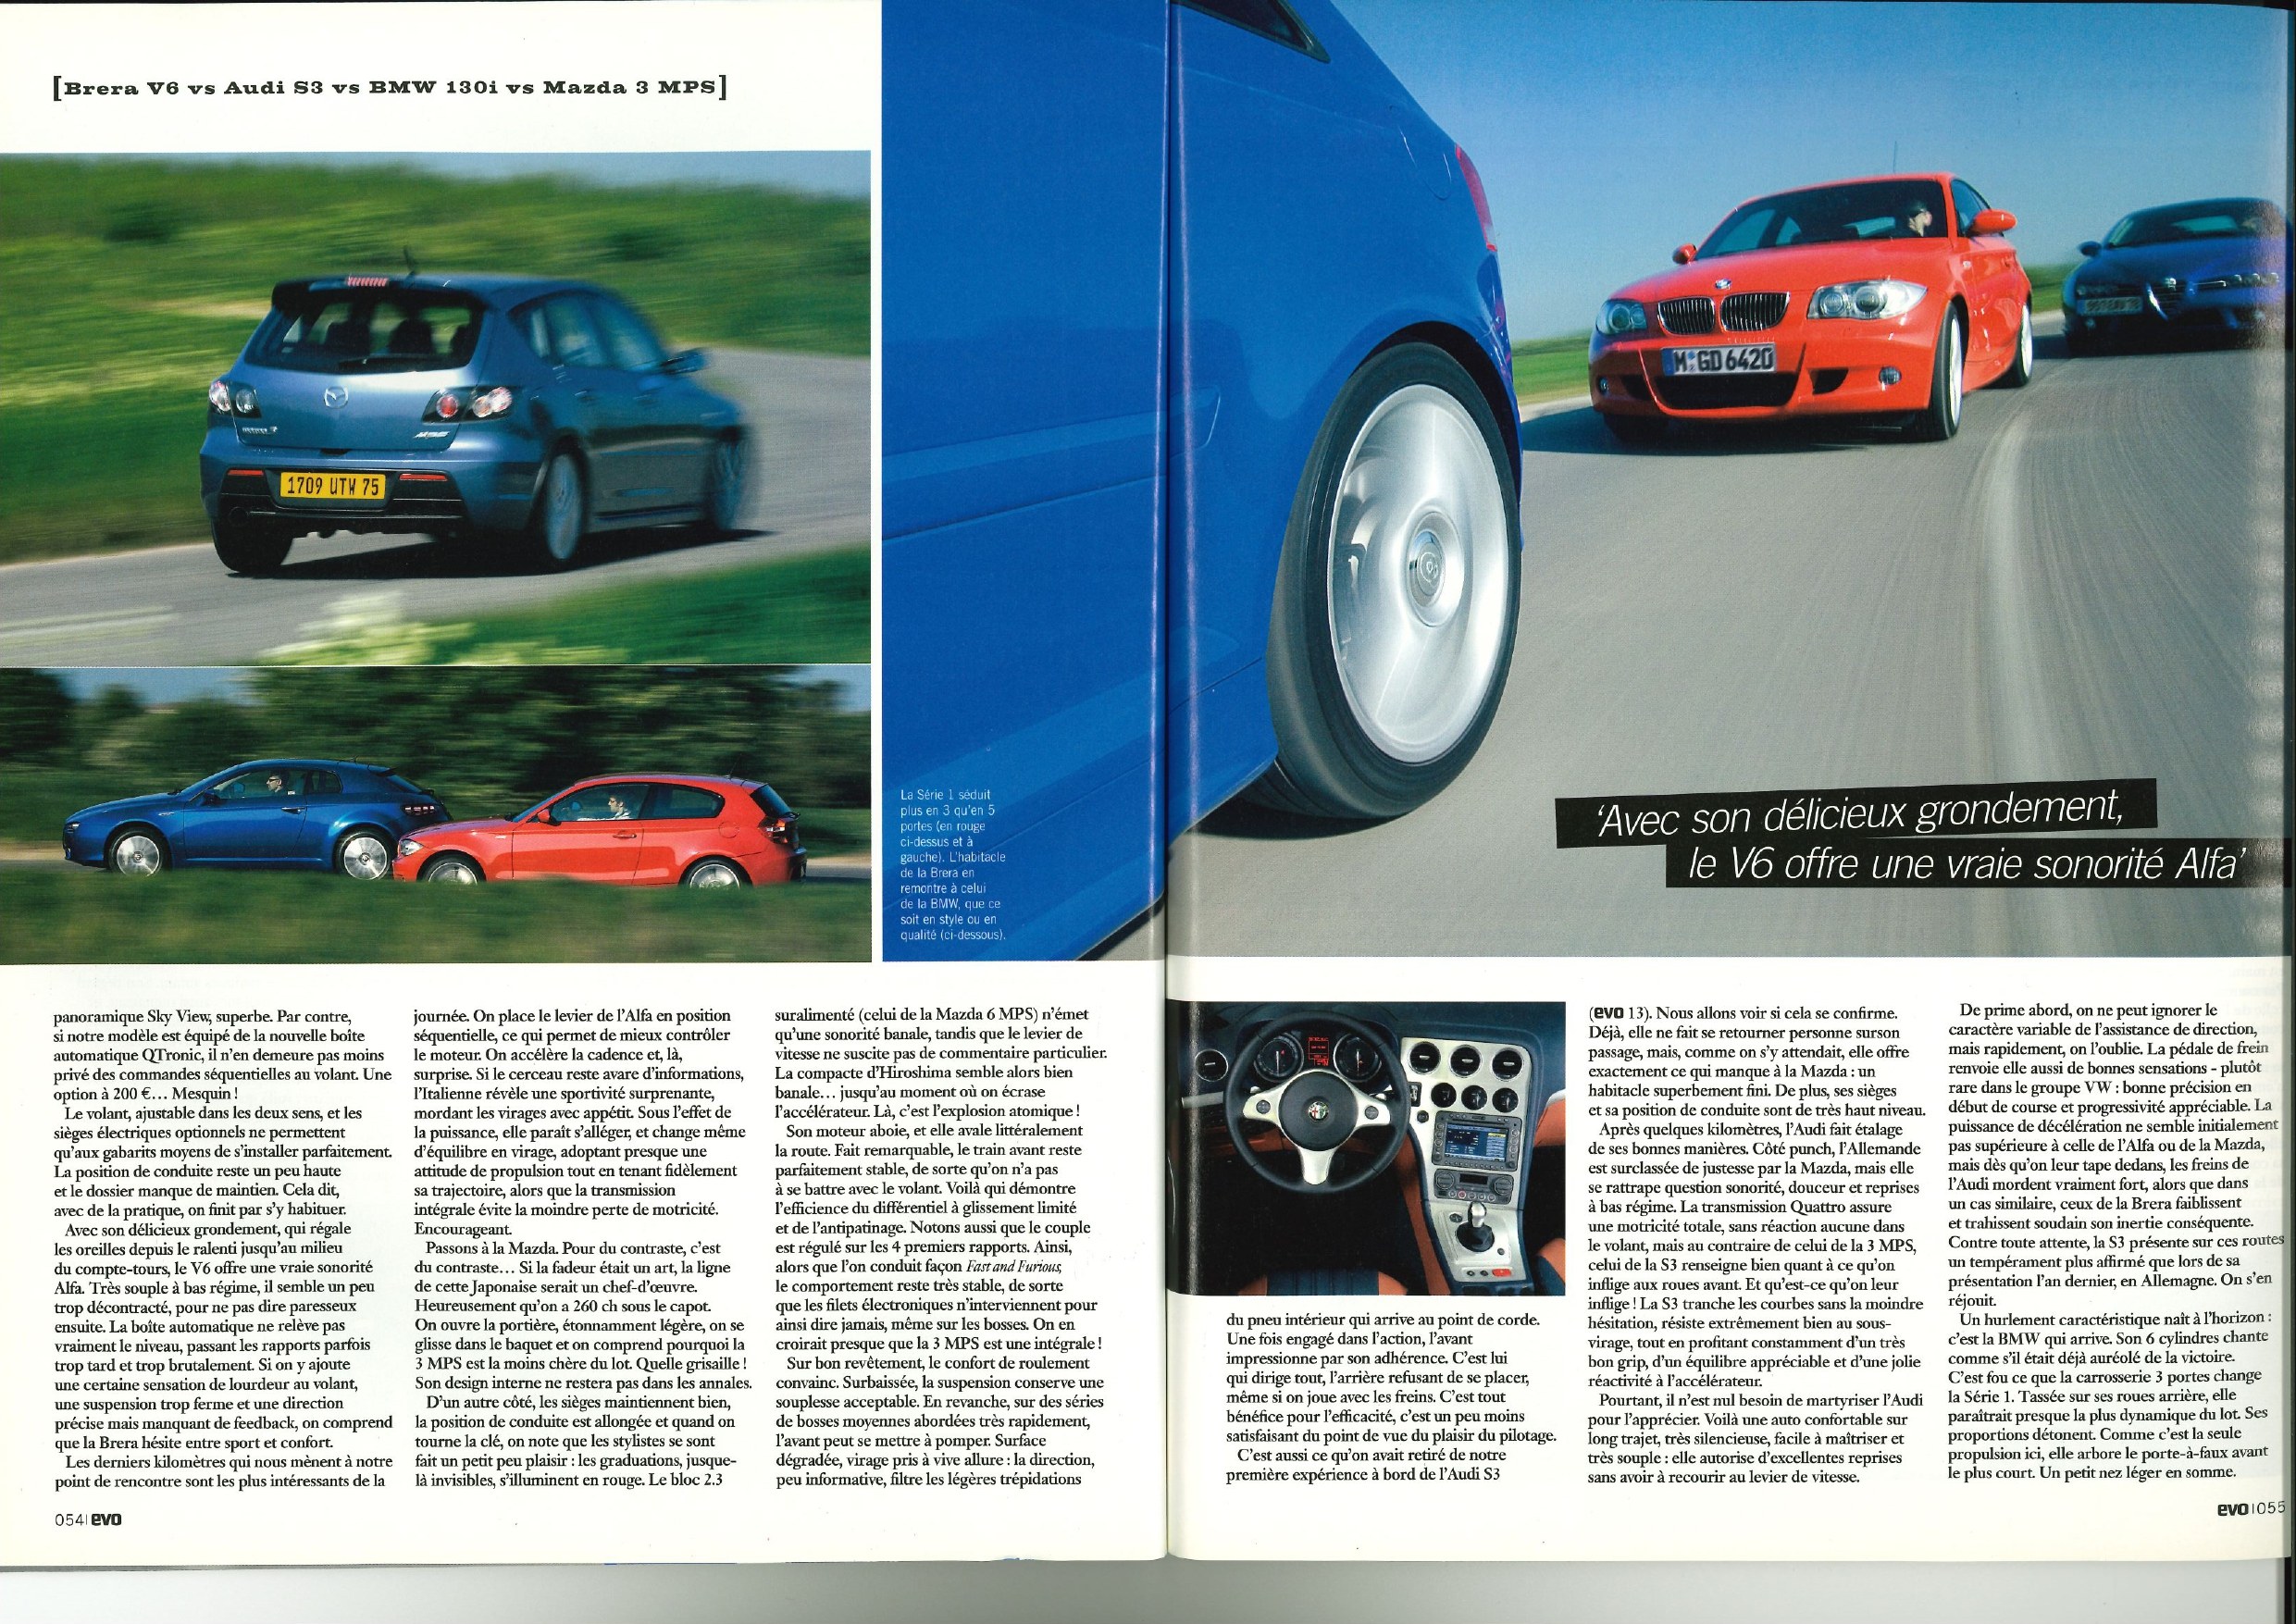 [Brera V6 vs Audi S3 vs BMW 130i vs Mazda 3 MPS]
1709 UTW 75
M GD 6420
La Série 1 séduit
plus en 3 qu'en 5
portes (en rouge
ci-dessus et à
gauche). L'habitacle
de la Brera en
remontre à celui
de la BMW, que ce
soit en style ou en
qualité (ci-dessous).
'Avec son délicieux grondement,
le V6 offre une vraie sonorité Alfa'
panoramique Sky View, superbe. Par contre,
si notre modèle est équipé de la nouvelle boîte
automatique QTronic, il n'en demeure pas moins
privé des commandes séquentielles au volant. Une
option à 200 €… Mesquin !
Le volant, ajustable dans les deux sens, et les
sièges électriques optionnels ne permettent
qu'aux gabarits moyens de s'installer parfaitement.
La position de conduite reste un peu haute
et le dossier manque de maintien. Cela dit,
avec de la pratique, on finit par s'y habituer.
Avec son délicieux grondement, qui régale
les oreilles depuis le ralenti jusqu'au milieu
du compte-tours, le V6 offre une vraie sonorité
Alfa. Très souple à bas régime, il semble un peu
trop décontracté, pour ne pas dire paresseux
ensuite. La boîte automatique ne relève pas
vraiment le niveau, passant les rapports parfois
trop tard et trop brutalement. Si on y ajoute
une certaine sensation de lourdeur au volant,
une suspension trop ferme et une direction
précise mais manquant de feedback, on comprend
que la Brera hésite entre sport et confort.
Les derniers kilomètres qui nous mènent à notre
point de rencontre sont les plus intéressants de la
journée. On place le levier de l'Alfa en position
séquentielle, ce qui permet de mieux contrôler
le moteur. On accélère la cadence et, là,
surprise. Si le cerceau reste avare d'informations,
l'Italienne révèle une sportivité surprenante,
mordant les virages avec appétit. Sous l'effet de
la puissance, elle paraît s'alléger, et change même
d'équilibre en virage, adoptant presque une
attitude de propulsion tout en tenant fidèlement
sa trajectoire, alors que la transmission
intégrale évite la moindre perte de motricité.
Encourageant.
Passons à la Mazda. Pour du contraste, c'est
du contraste… Si la fadeur était un art, la ligne
de cette Japonaise serait un chef-d'œuvre.
Heureusement qu'on a 260 ch sous le capot.
On ouvre la portière, étonnamment légère, on se
glisse dans le baquet et on comprend pourquoi la
3 MPS est la moins chère du lot. Quelle grisaille !
Son design interne ne restera pas dans les annales.
D'un autre côté, les sièges maintiennent bien,
la position de conduite est allongée et quand on
tourne la clé, on note que les stylistes se sont
fait un petit peu plaisir : les graduations, jusque-
là invisibles, s'illuminent en rouge. Le bloc 2.3
suralimenté (celui de la Mazda 6 MPS) n'émet
qu'une sonorité banale, tandis que le levier de
vitesse ne suscite pas de commentaire particulier.
La compacte d'Hiroshima semble alors bien
banale… jusqu'au moment où on écrase
l'accélérateur. Là, c'est l'explosion atomique !
Son moteur aboie, et elle avale littéralement
la route. Fait remarquable, le train avant reste
parfaitement stable, de sorte qu'on n'a pas
à se battre avec le volant. Voilà qui démontre
l'efficience du différentiel à glissement limité
et de l'antipatinage. Notons aussi que le couple
est régulé sur les 4 premiers rapports. Ainsi,
alors que l'on conduit façon Fast and Furious,
le comportement reste très stable, de sorte
que les filets électroniques n'interviennent pour
ainsi dire jamais, même sur les bosses. On en
croirait presque que la 3 MPS est une intégrale !
Sur bon revêtement, le confort de roulement
convainc. Surbaissée, la suspension conserve une
souplesse acceptable. En revanche, sur des séries
de bosses moyennes abordées très rapidement,
l'avant peut se mettre à pomper. Surface
dégradée, virage pris à vive allure : la direction,
peu informative, filtre les légères trépidations
054| evo
du pneu intérieur qui arrive au point de corde.
Une fois engagé dans l'action, l'avant
impressionne par son adhérence. C'est lui
qui dirige tout, l'arrière refusant de se placer,
même si on joue avec les freins. C'est tout
bénéfice pour l'efficacité, c'est un peu moins
satisfaisant du point de vue du plaisir du pilotage.
C'est aussi ce qu'on avait retiré de notre
première expérience à bord de l'Audi S3
(evo 13). Nous allons voir si cela se confirme.
Déjà, elle ne fait se retourner personne surson
passage, mais, comme on s'y attendait, elle offre
exactement ce qui manque à la Mazda : un
habitacle superbement fini. De plus, ses sièges
et sa position de conduite sont de très haut niveau.
Après quelques kilomètres, l'Audi fait étalage
de ses bonnes manières. Côté punch, l'Allemande
est surclassée de justesse par la Mazda, mais elle
se rattrape question sonorité, douceur et reprises
à bas régime. La transmission Quattro assure
une motricité totale, sans réaction aucune dans
le volant, mais au contraire de celui de la 3 MPS,
celui de la S3 renseigne bien quant à ce qu'on
inflige aux roues avant. Et qu'est-ce qu'on leur
inflige ! La S3 tranche les courbes sans la moindre
hésitation, résiste extrêmement bien au sous-
virage, tout en profitant constamment d'un très
bon grip, d'un équilibre appréciable et d'une jolie
réactivité à l'accélérateur.
Pourtant, il n'est nul besoin de martyriser l'Audi
pour l'apprécier. Voilà une auto confortable sur
long trajet, très silencieuse, facile à maîtriser et
très souple : elle autorise d'excellentes reprises
sans avoir à recourir au levier de vitesse.
De prime abord, on ne peut ignorer le
caractère variable de l'assistance de direction,
mais rapidement, on l'oublie. La pédale de frein
renvoie elle aussi de bonnes sensations - plutôt
rare dans le groupe VW : bonne précision en
début de course et progressivité appréciable. La
puissance de décélération ne semble initialement
pas supérieure à celle de l'Alfa ou de la Mazda,
mais dès qu'on leur tape dedans, les freins de
l'Audi mordent vraiment fort, alors que dans
un cas similaire, ceux de la Brera faiblissent
et trahissent soudain son inertie conséquente.
Contre toute attente, la S3 présente sur ces routes
un tempérament plus affirmé que lors de sa
présentation l'an dernier, en Allemagne. On s'en
réjouit.
Un hurlement caractéristique naît à l'horizon :
c'est la BMW qui arrive. Son 6 cylindres chante
comme s'il était déjà auréolé de la victoire.
C'est fou ce que la carrosserie 3 portes change
la Série 1. Tassée sur ses roues arrière, elle
paraîtrait presque la plus dynamique du lot. Ses
proportions détonent. Comme c'est la seule
propulsion ici, elle arbore le porte-à-faux avant
le plus court. Un petit nez léger en somme.
evo |055